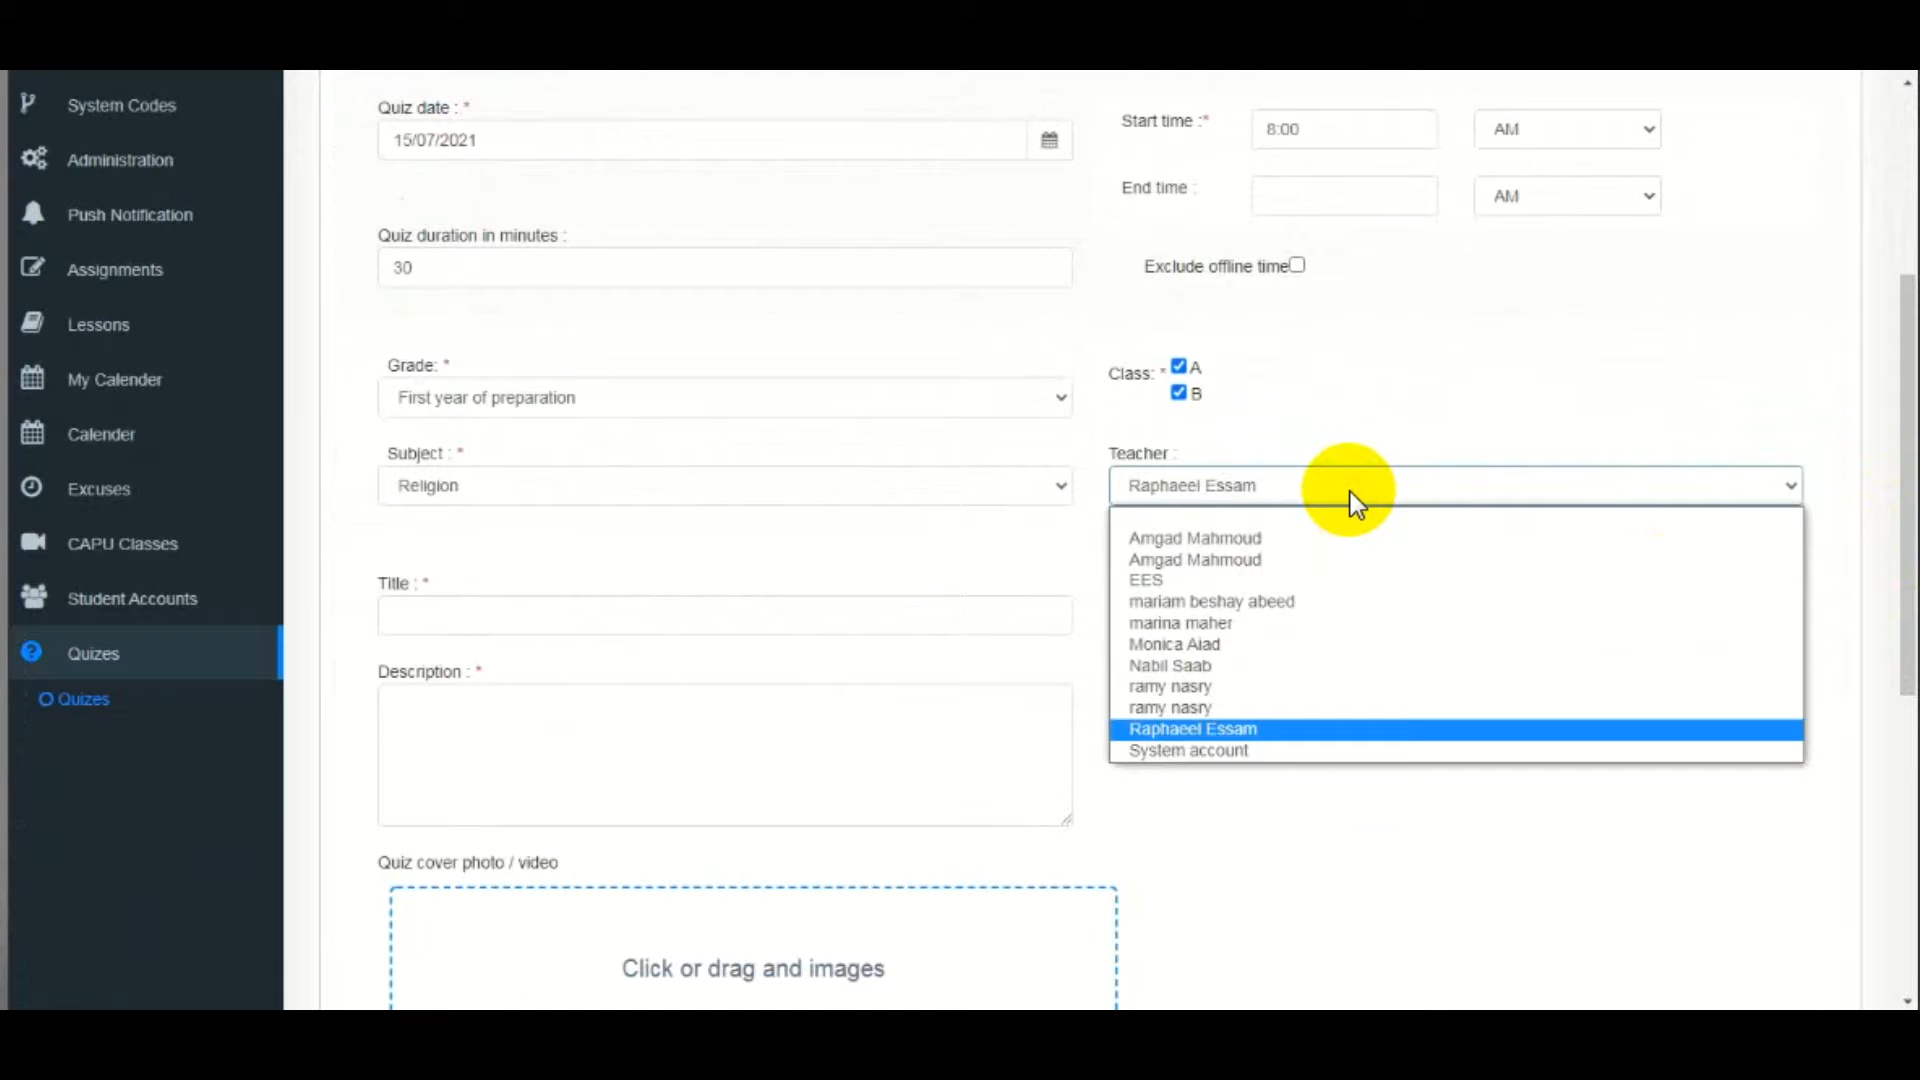 System Codes
Administration
Push Notification
Assignments
Lessons
My Calender
Calender
Excuses
CAPU Classes
Student Accounts
Quizes
Quizes
Quiz date : *
15/07/2021
Start time :*
8:00
AM
End time :
AM
Quiz duration in minutes :
30
Exclude offline time
Grade: *
First year of preparation
Class: *
A
B
Subject : *
Religion
Teacher :
Raphaeel Essam
Amgad Mahmoud
Amgad Mahmoud
EES
mariam beshay abeed
marina maher
Monica Aiad
Nabil Saab
ramy nasry
ramy nasry
Raphaeel Essam
System account
Title : *
Description : *
Quiz cover photo / video
Click or drag and images